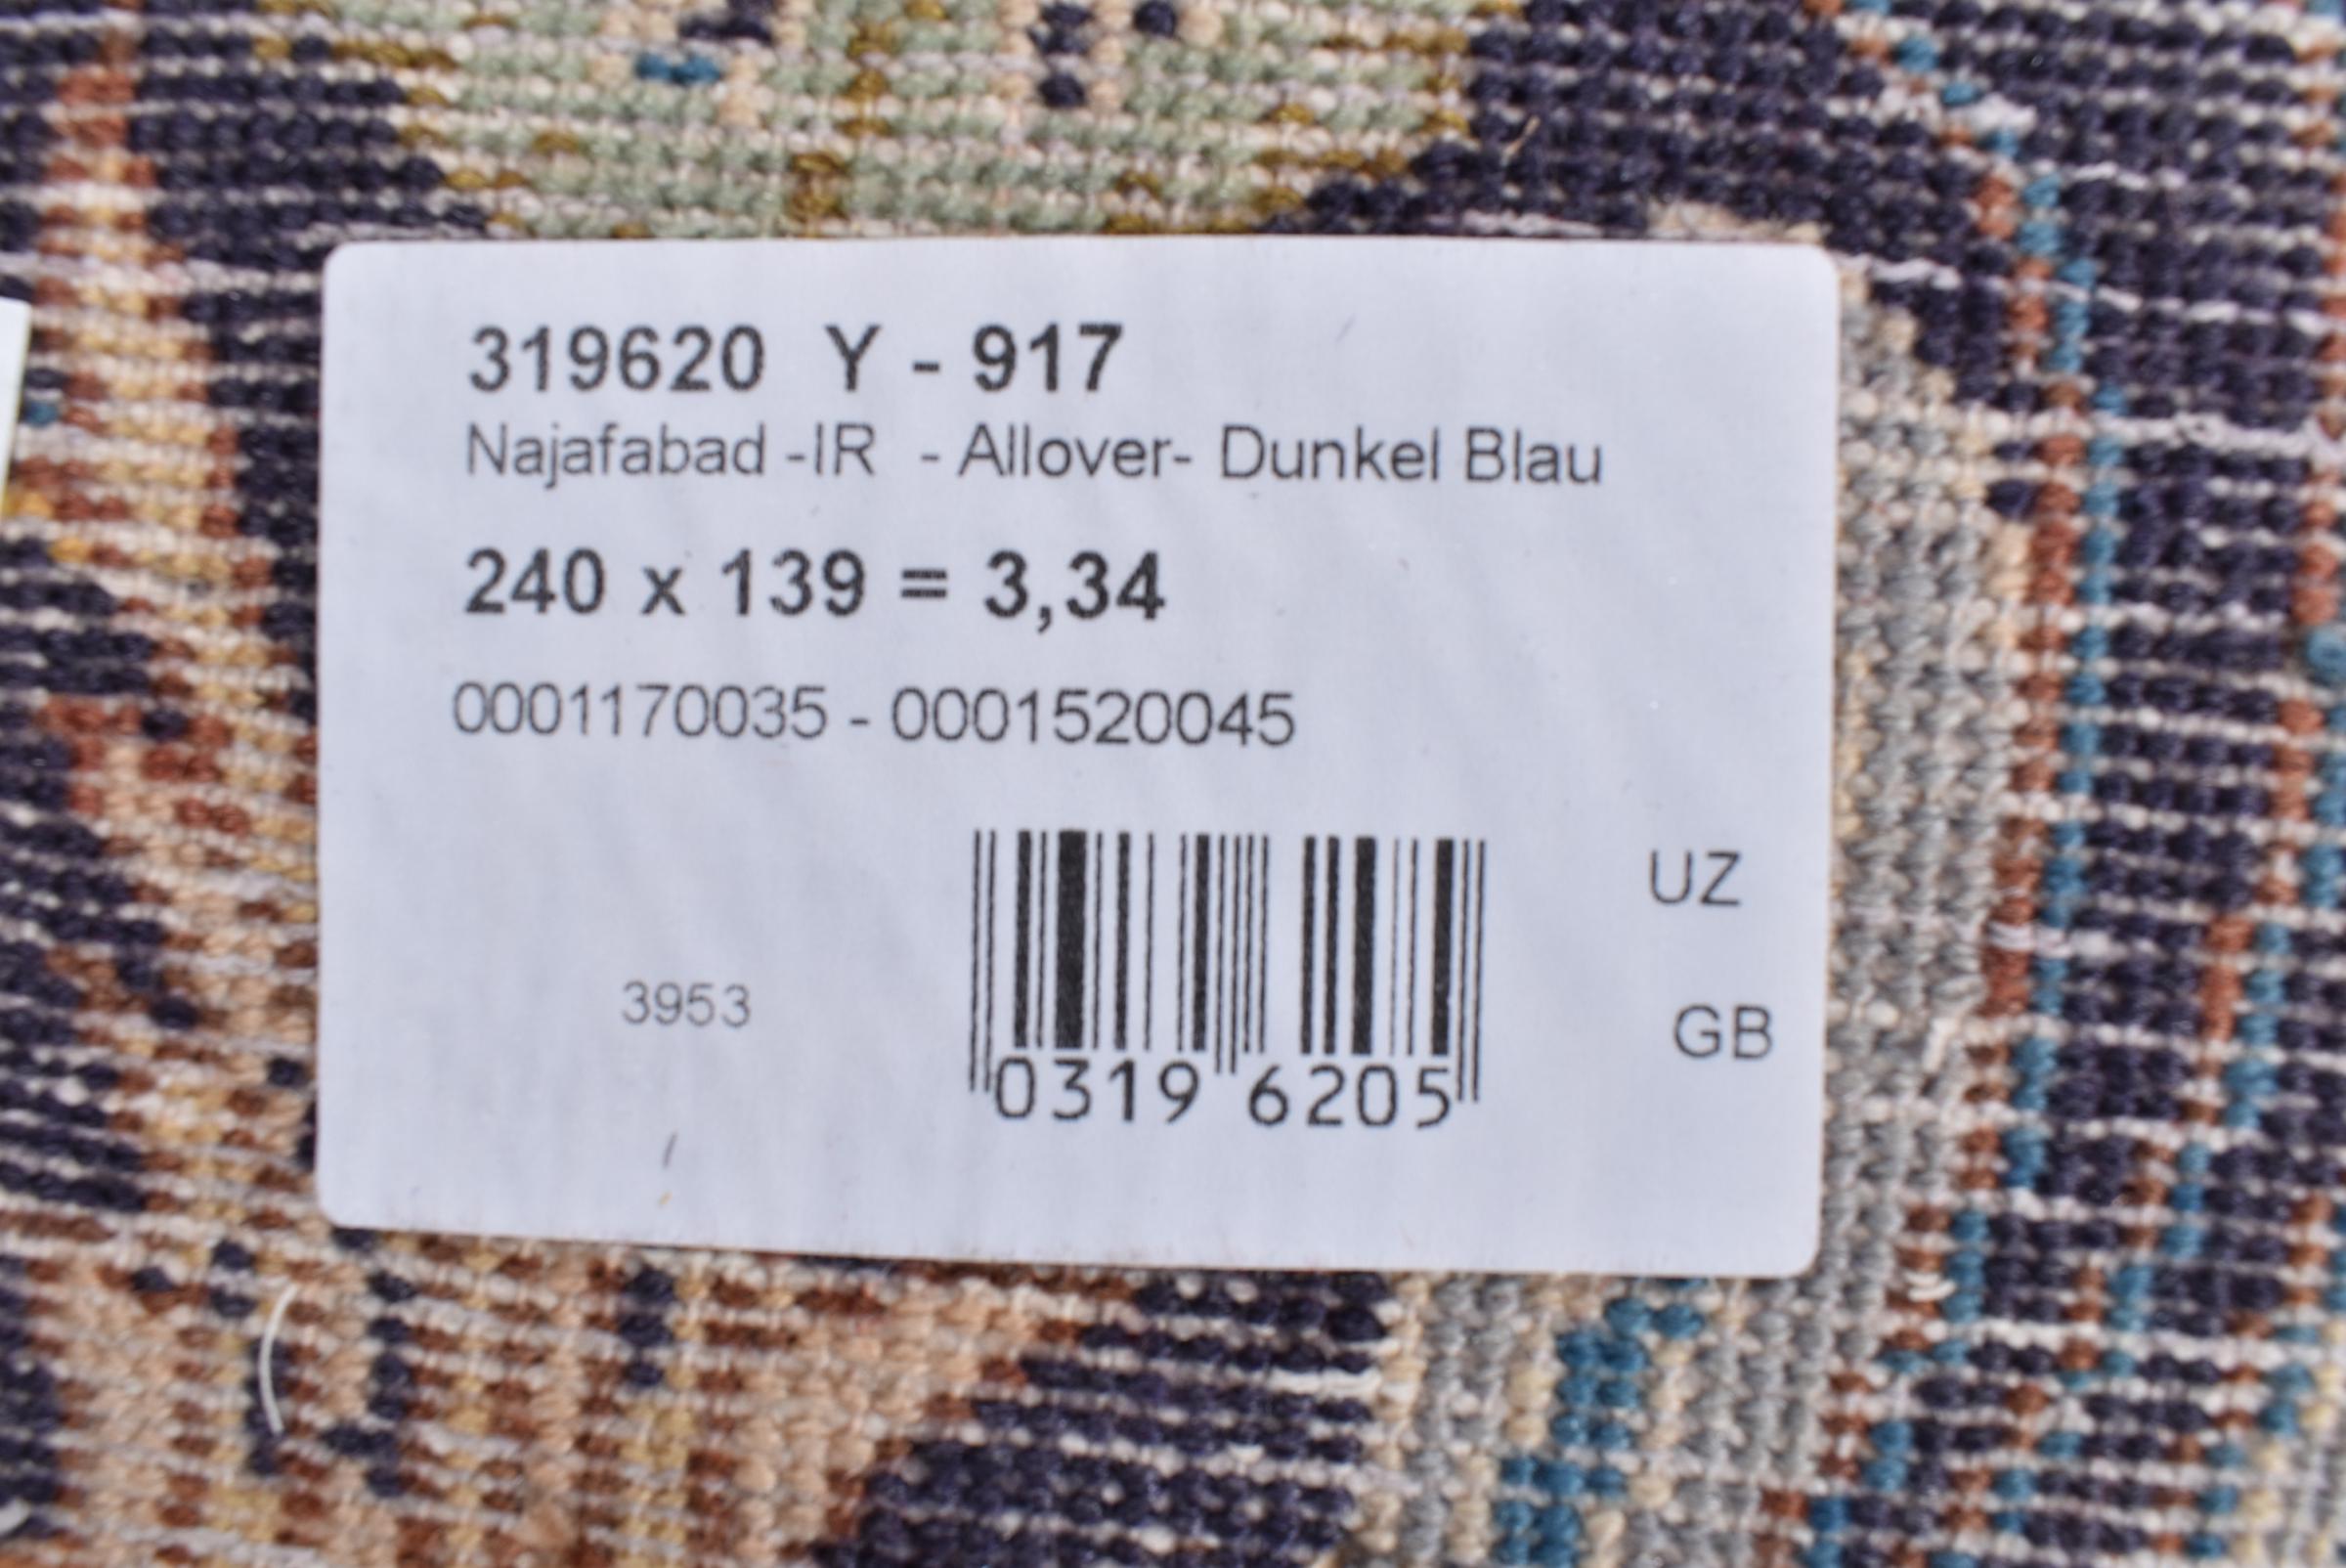 319620 Y - 917
Najafabad -IR - Allover- Dunkel Blau
240 x 139 = 3,34
0001170035 - 0001520045
UZ
3953
GB
0319 6205